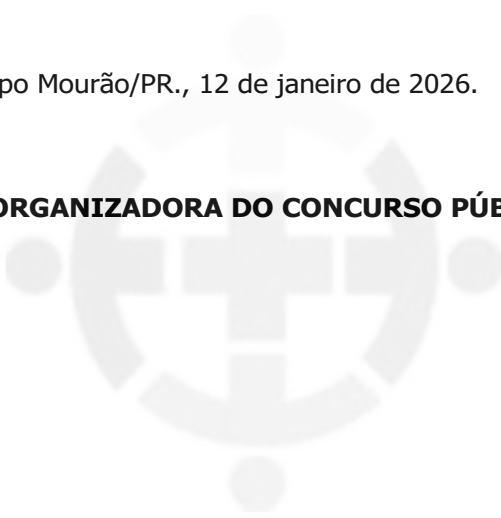 po Mourão/PR., 12 de janeiro de 2026.
ORGANIZADORA DO CONCURSO PÚB